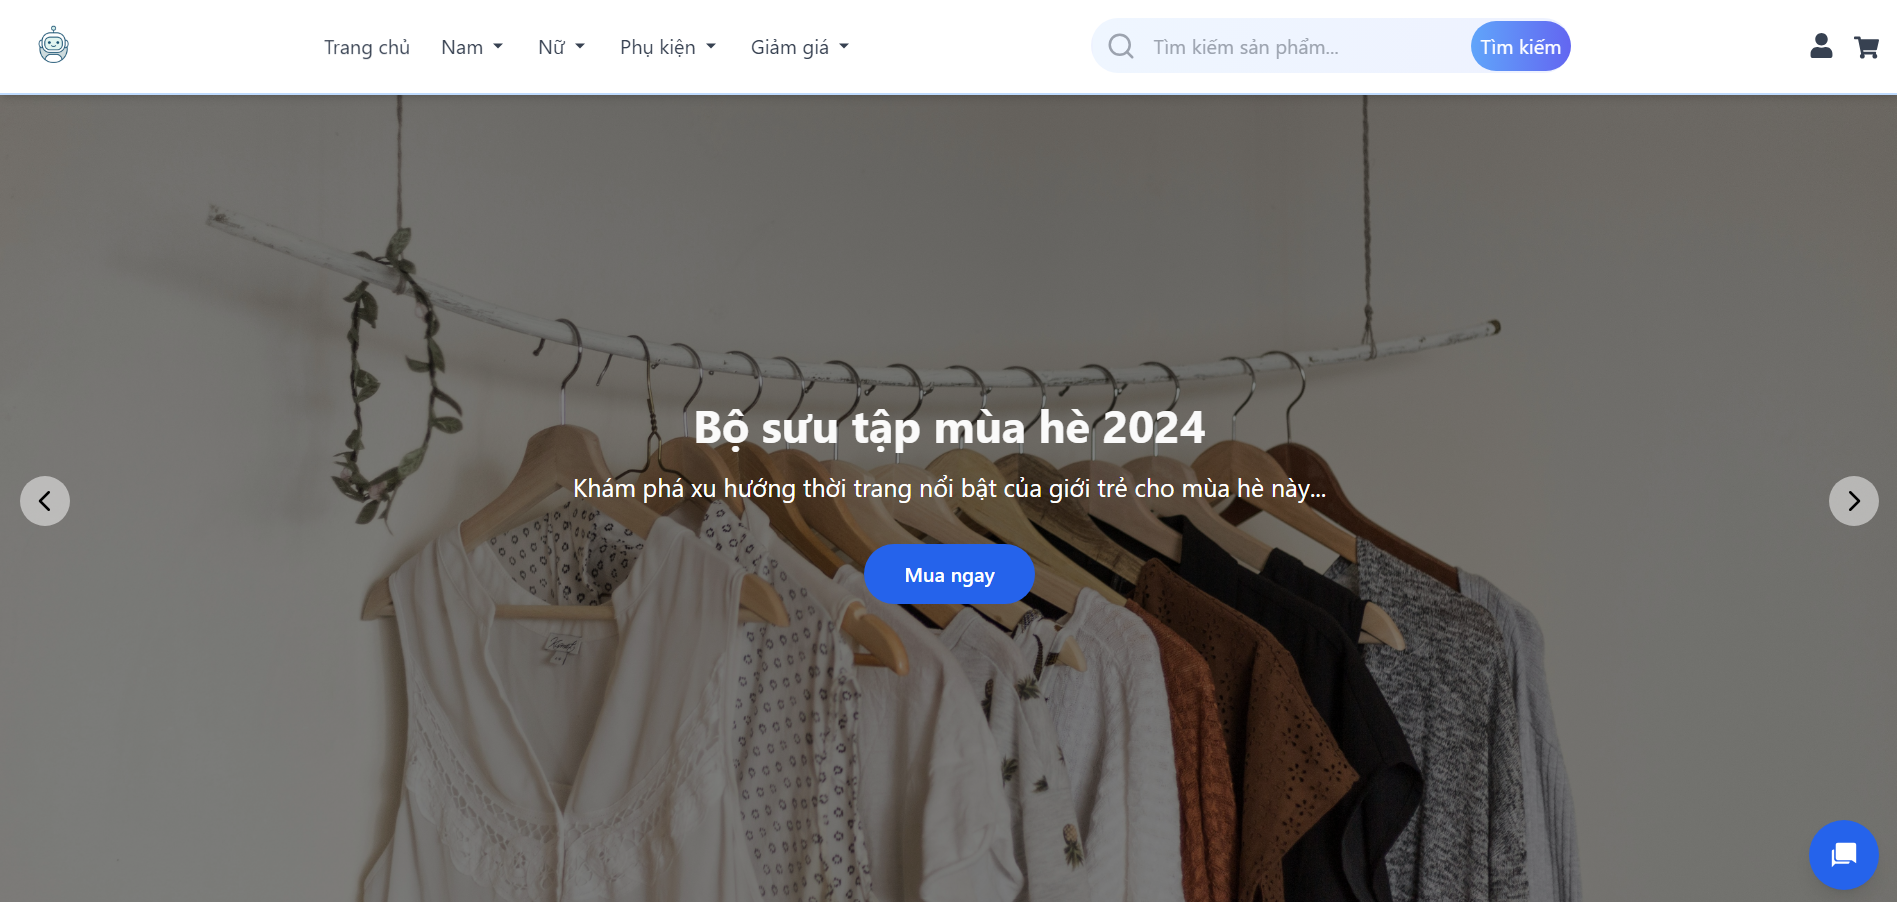 Trang chủ
Nam
Nữ
Phụ kiện
Giảm giá
Tìm kiếm sản phẩm...
Tìm kiếm
Bộ sưu tập mùa hè 2024
Khám phá xu hướng thời trang nổi bật của giới trẻ cho mùa hè này...
Mua ngay